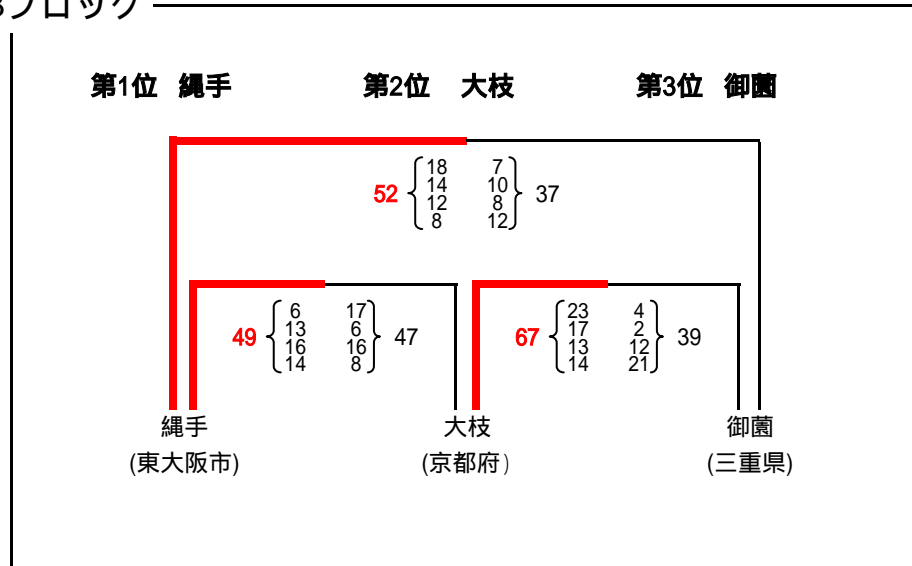 ブロック
第1位 縄手 第2位 大枝 第3位 御薗
18 7
14 10
52 37
12 8
8 12
6 17 23 4
13 6 17 2
49 47 67 39
16 16 13 12
14 8 14 21
縄手 大枝 御薗
(東大阪市) (京都府) (三重県)